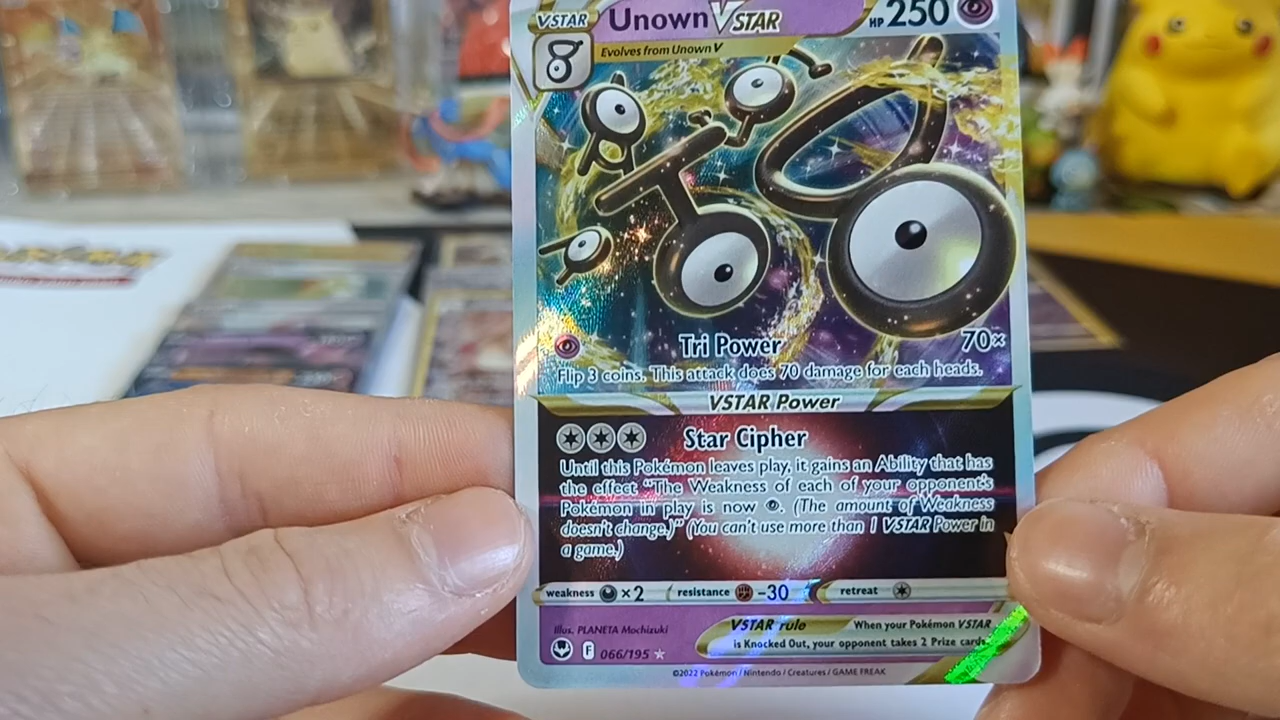 VSTAR Unown VSTAR HP 250
Evolves from Unown V
Tri Power 70×
Flip 3 coins. This attack does 70 damage for each heads.
VSTAR Power
Star Cipher
Until this Pokémon leaves play, it gains an Ability that has
the effect “The Weakness of each of your opponent's
Pokémon in play is now . (The amount of Weakness
doesn't change.)” (You can't use more than 1 VSTAR Power in
a game.)
weakness ×2 resistance -30 retreat
Illus. PLANETA Mochizuki
VSTAR rule When your Pokémon VSTAR
is Knocked Out, your opponent takes 2 Prize cards.
F 066/195
©2022 Pokémon / Nintendo / Creatures / GAME FREAK